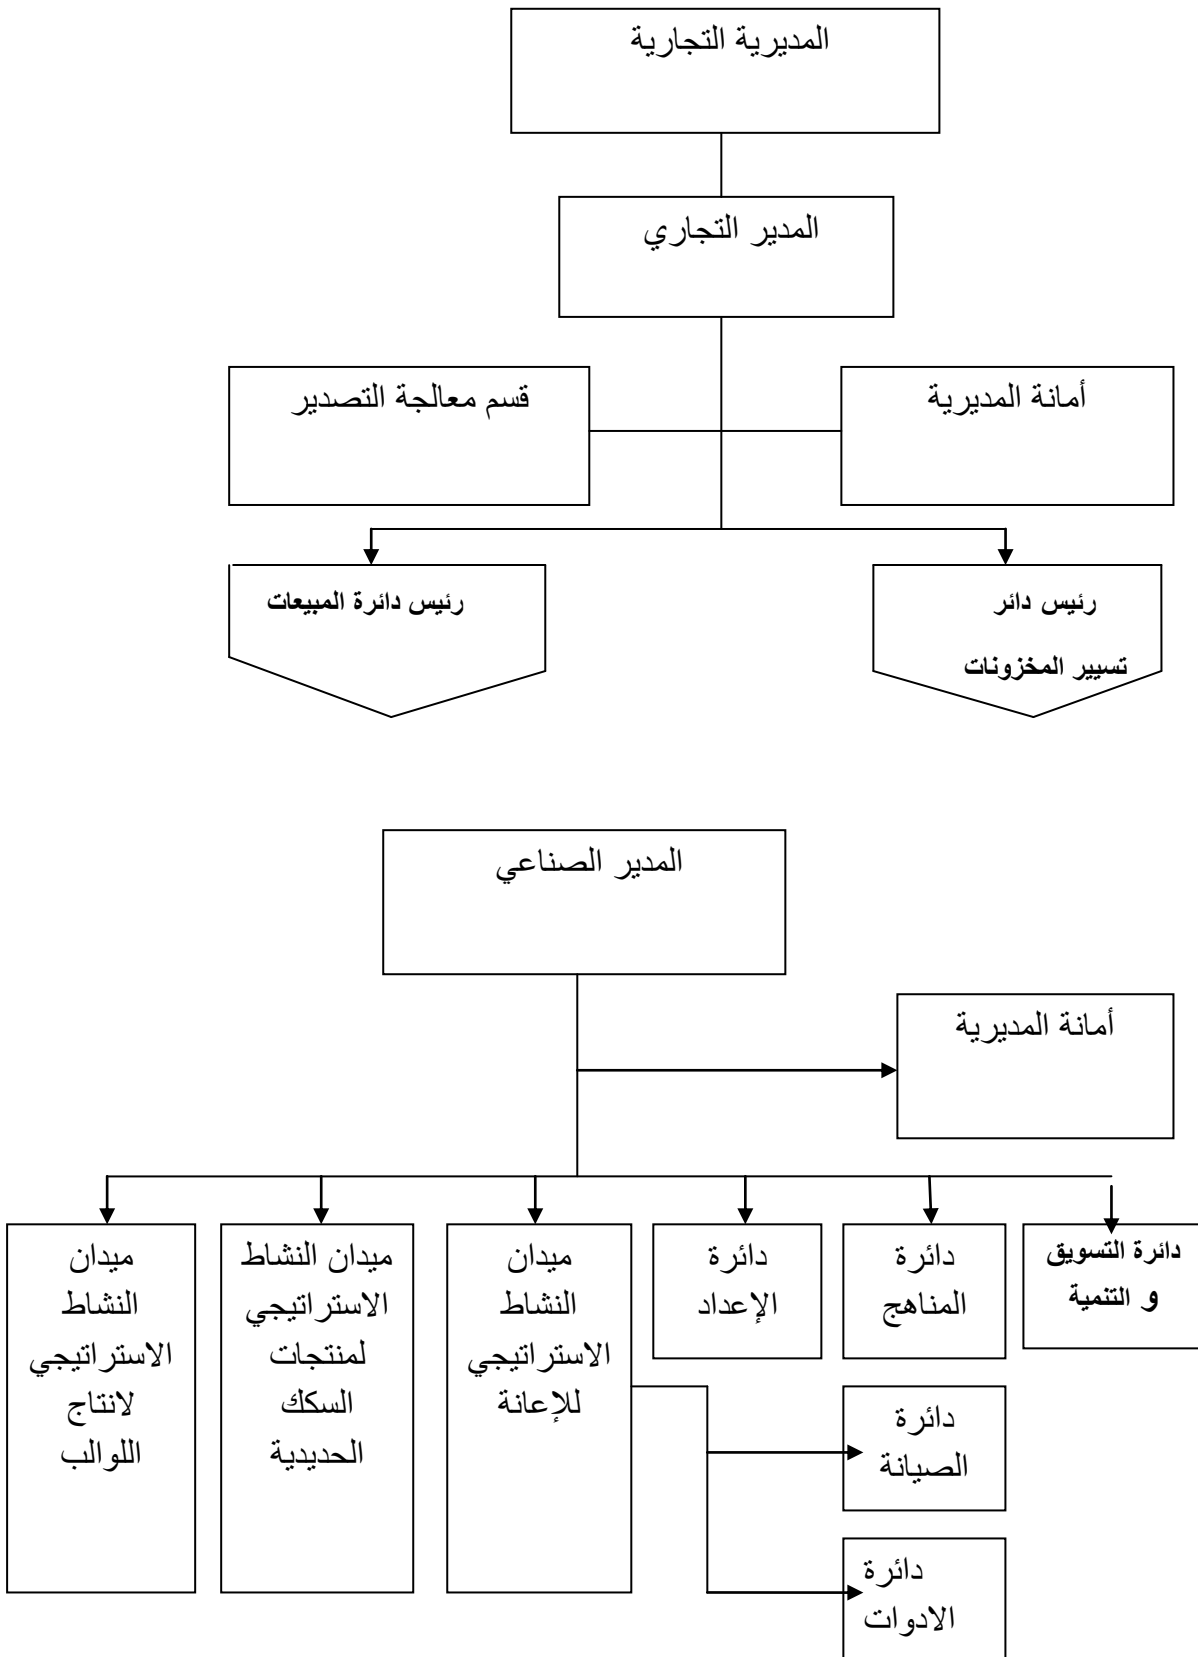 المديرية التجارية
المدير التجاري
أمانة المديرية
قسم معالجة التصدير
رئيس دائر
تسيير المخزونات
رئيس دائرة المبيعات
المدير الصناعي
أمانة المديرية
دائرة التسويق
و التنمية
دائرة
المناهج
دائرة
الإعداد
ميدان
النشاط
الاستراتيجي
للإعانة
ميدان النشاط
الاستراتيجي
لمنتجات
السكك
الحديدية
ميدان
النشاط
الاستراتيجي
لانتاج
اللوالب
دائرة
الصيانة
دائرة
الادوات